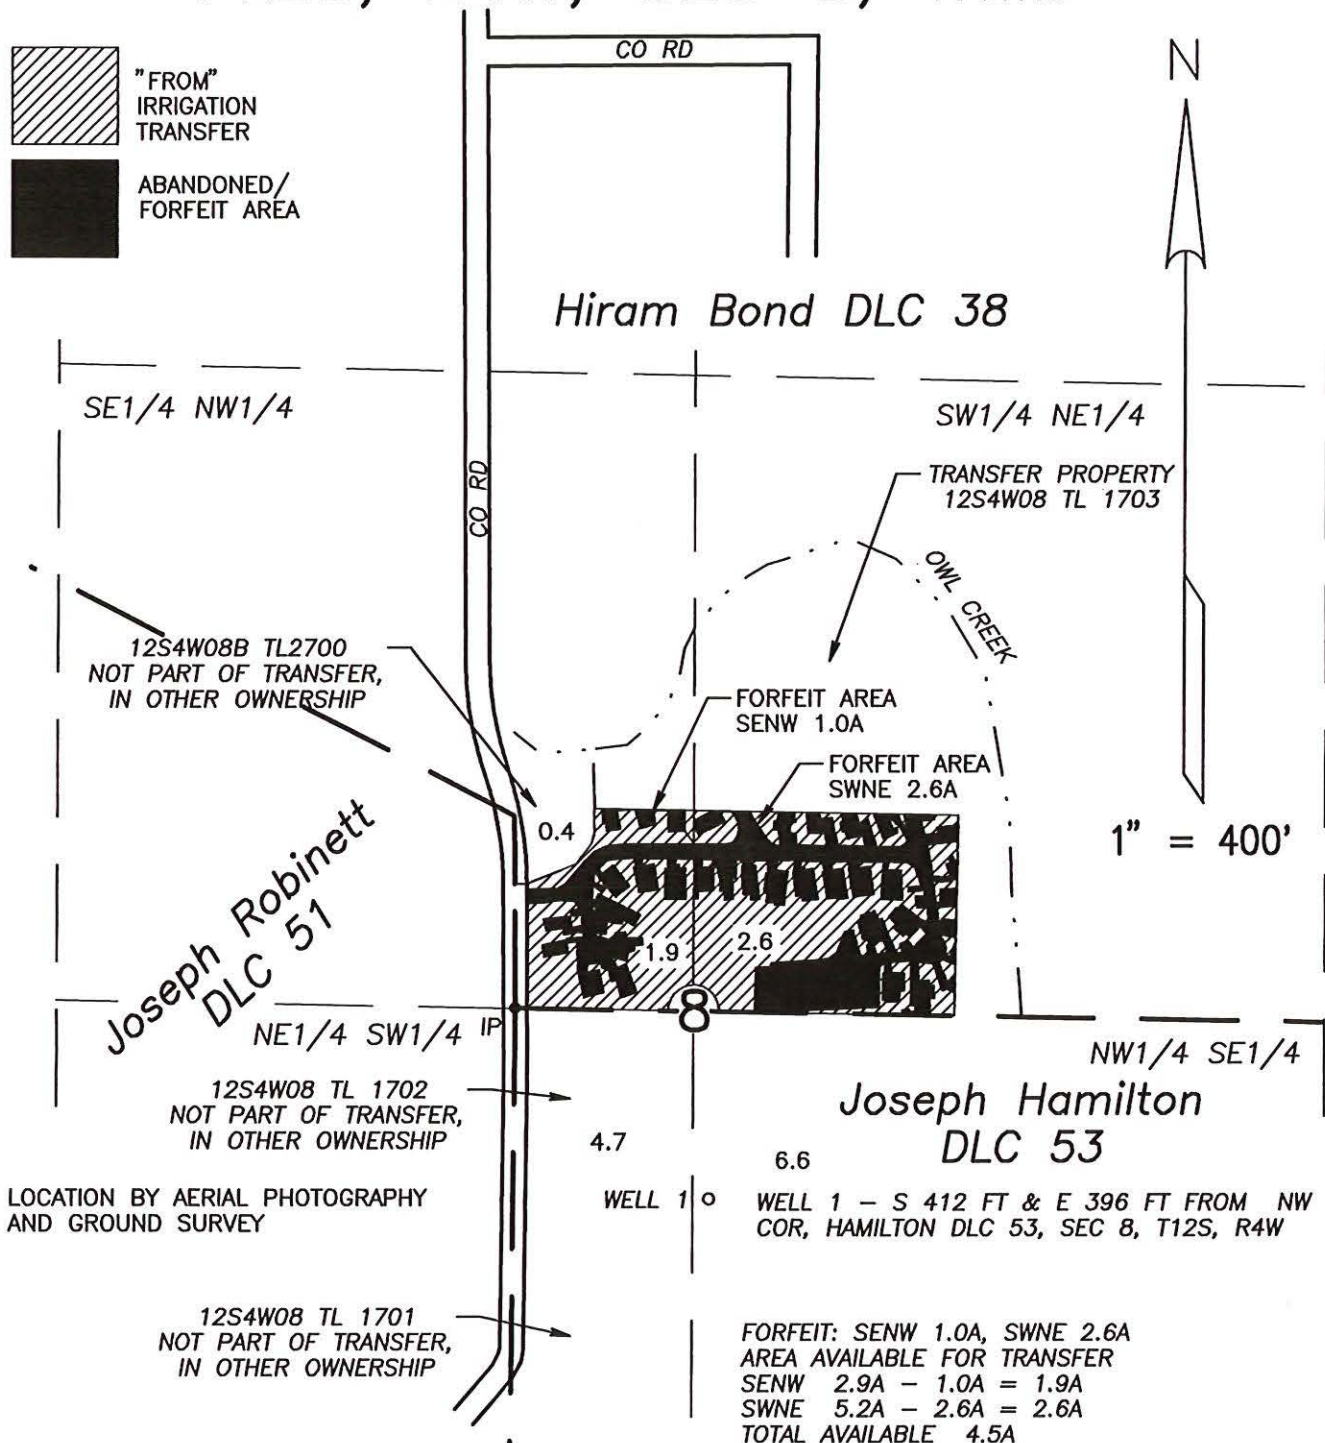 CO RD
N
"FROM"
IRRIGATION
TRANSFER
ABANDONED/
FORFEIT AREA
Hiram Bond DLC 38
SE1/4 NW1/4
SW1/4 NE1/4
CO RD
TRANSFER PROPERTY
12S4W08 TL 1703
OWL CREEK
12S4W08B TL2700
NOT PART OF TRANSFER,
IN OTHER OWNERSHIP
FORFEIT AREA
SENW 1.0A
FORFEIT AREA
SWNE 2.6A
0.4
1" = 400'
Joseph Robinett
DLC 51
1.9
2.6
8
NE1/4 SW1/4
IP
NW1/4 SE1/4
12S4W08 TL 1702
NOT PART OF TRANSFER,
IN OTHER OWNERSHIP
Joseph Hamilton
DLC 53
4.7
6.6
LOCATION BY AERIAL PHOTOGRAPHY
AND GROUND SURVEY
WELL 1
WELL 1 - S 412 FT & E 396 FT FROM NW
COR, HAMILTON DLC 53, SEC 8, T12S, R4W
12S4W08 TL 1701
NOT PART OF TRANSFER,
IN OTHER OWNERSHIP
FORFEIT: SENW 1.0A, SWNE 2.6A
AREA AVAILABLE FOR TRANSFER
SENW 2.9A - 1.0A = 1.9A
SWNE 5.2A - 2.6A = 2.6A
TOTAL AVAILABLE 4.5A